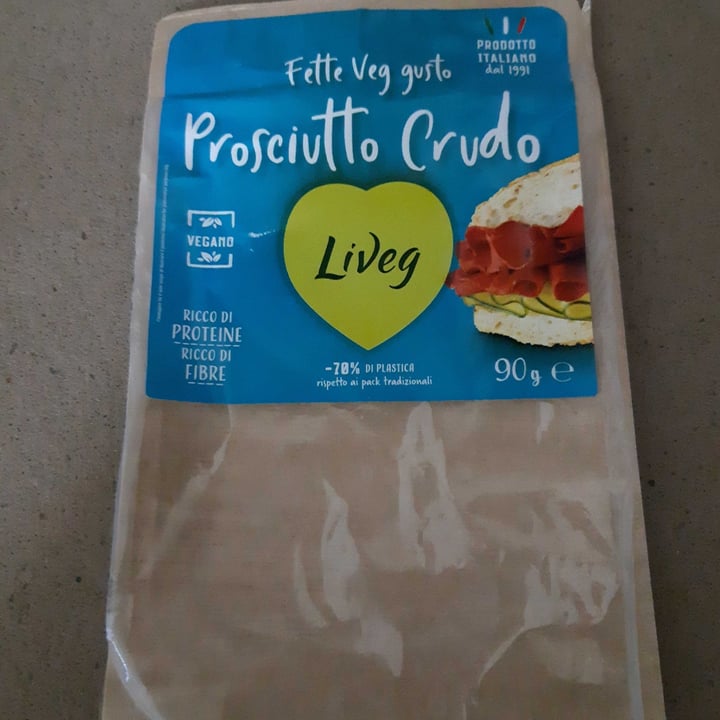 PRODOTTO
ITALIANO
dal 1991
Fette Veg gusto
Prosciutto Crudo
VEGANO
LiVeg
RICCO DI
PROTEINE
RICCO DI
FIBRE
-70% DI PLASTICA
rispetto ai pack tradizionali
90g e